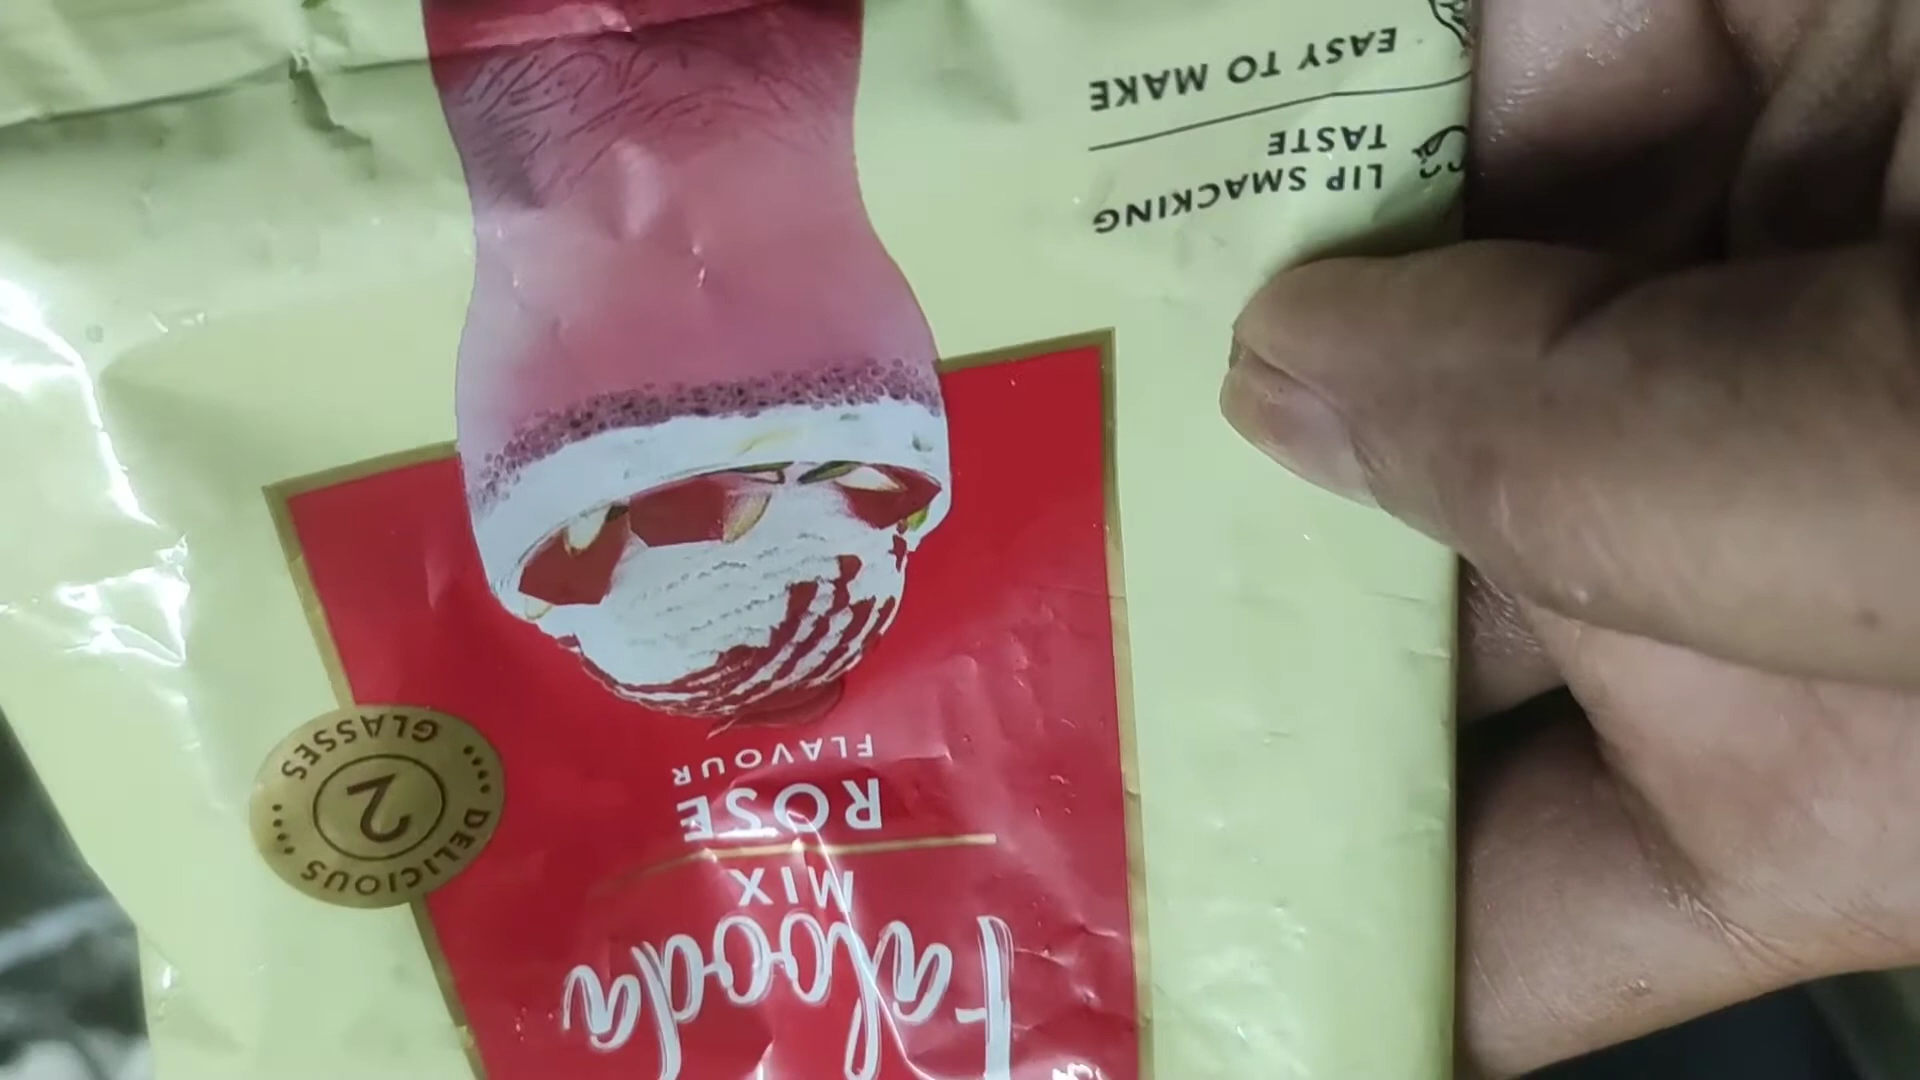 Falooda
MIX
ROSE
FLAVOUR
DELICIOUS
2
GLASSES
LIP SMACKING
TASTE
EASY TO MAKE